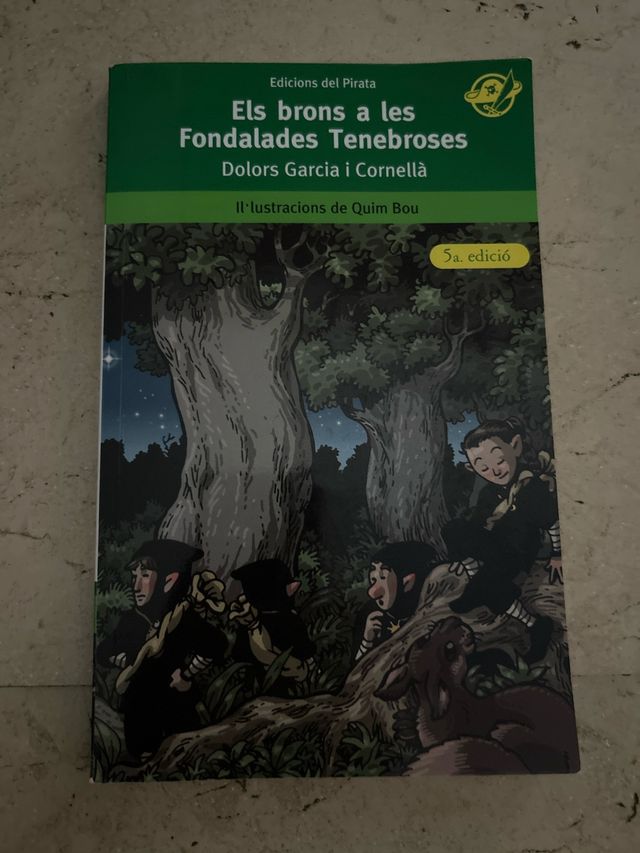 Edicions del Pirata
Els brons a les
Fondalades Tenebroses
Dolors Garcia i Cornellà
Il·lustracions de Quim Bou
5a. edició